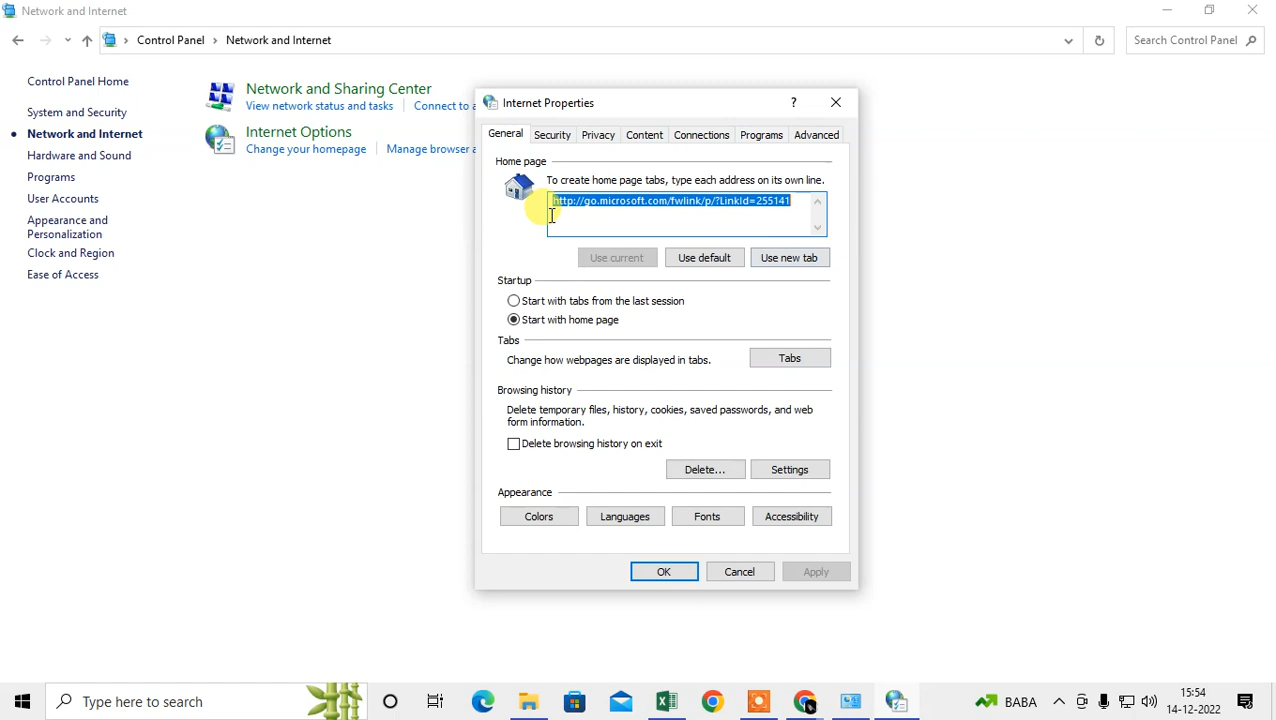 Network and Internet
Control Panel > Network and Internet
Search Control Panel
Control Panel Home
System and Security
Network and Internet
Hardware and Sound
Programs
User Accounts
Appearance and
Personalization
Clock and Region
Ease of Access
Network and Sharing Center
View network status and tasks | Connect to a
Internet Options
Change your homepage | Manage browser a
Internet Properties
?
General Security Privacy Content Connections Programs Advanced
Home page
To create home page tabs, type each address on its own line.
http://go.microsoft.com/fwlink/p/?LinkId=255141
Use current Use default Use new tab
Startup
Start with tabs from the last session
Start with home page
Tabs
Change how webpages are displayed in tabs. Tabs
Browsing history
Delete temporary files, history, cookies, saved passwords, and web
form information.
Delete browsing history on exit
Delete... Settings
Appearance
Colors Languages Fonts Accessibility
OK Cancel Apply
Type here to search
BABA
15:54
14-12-2022